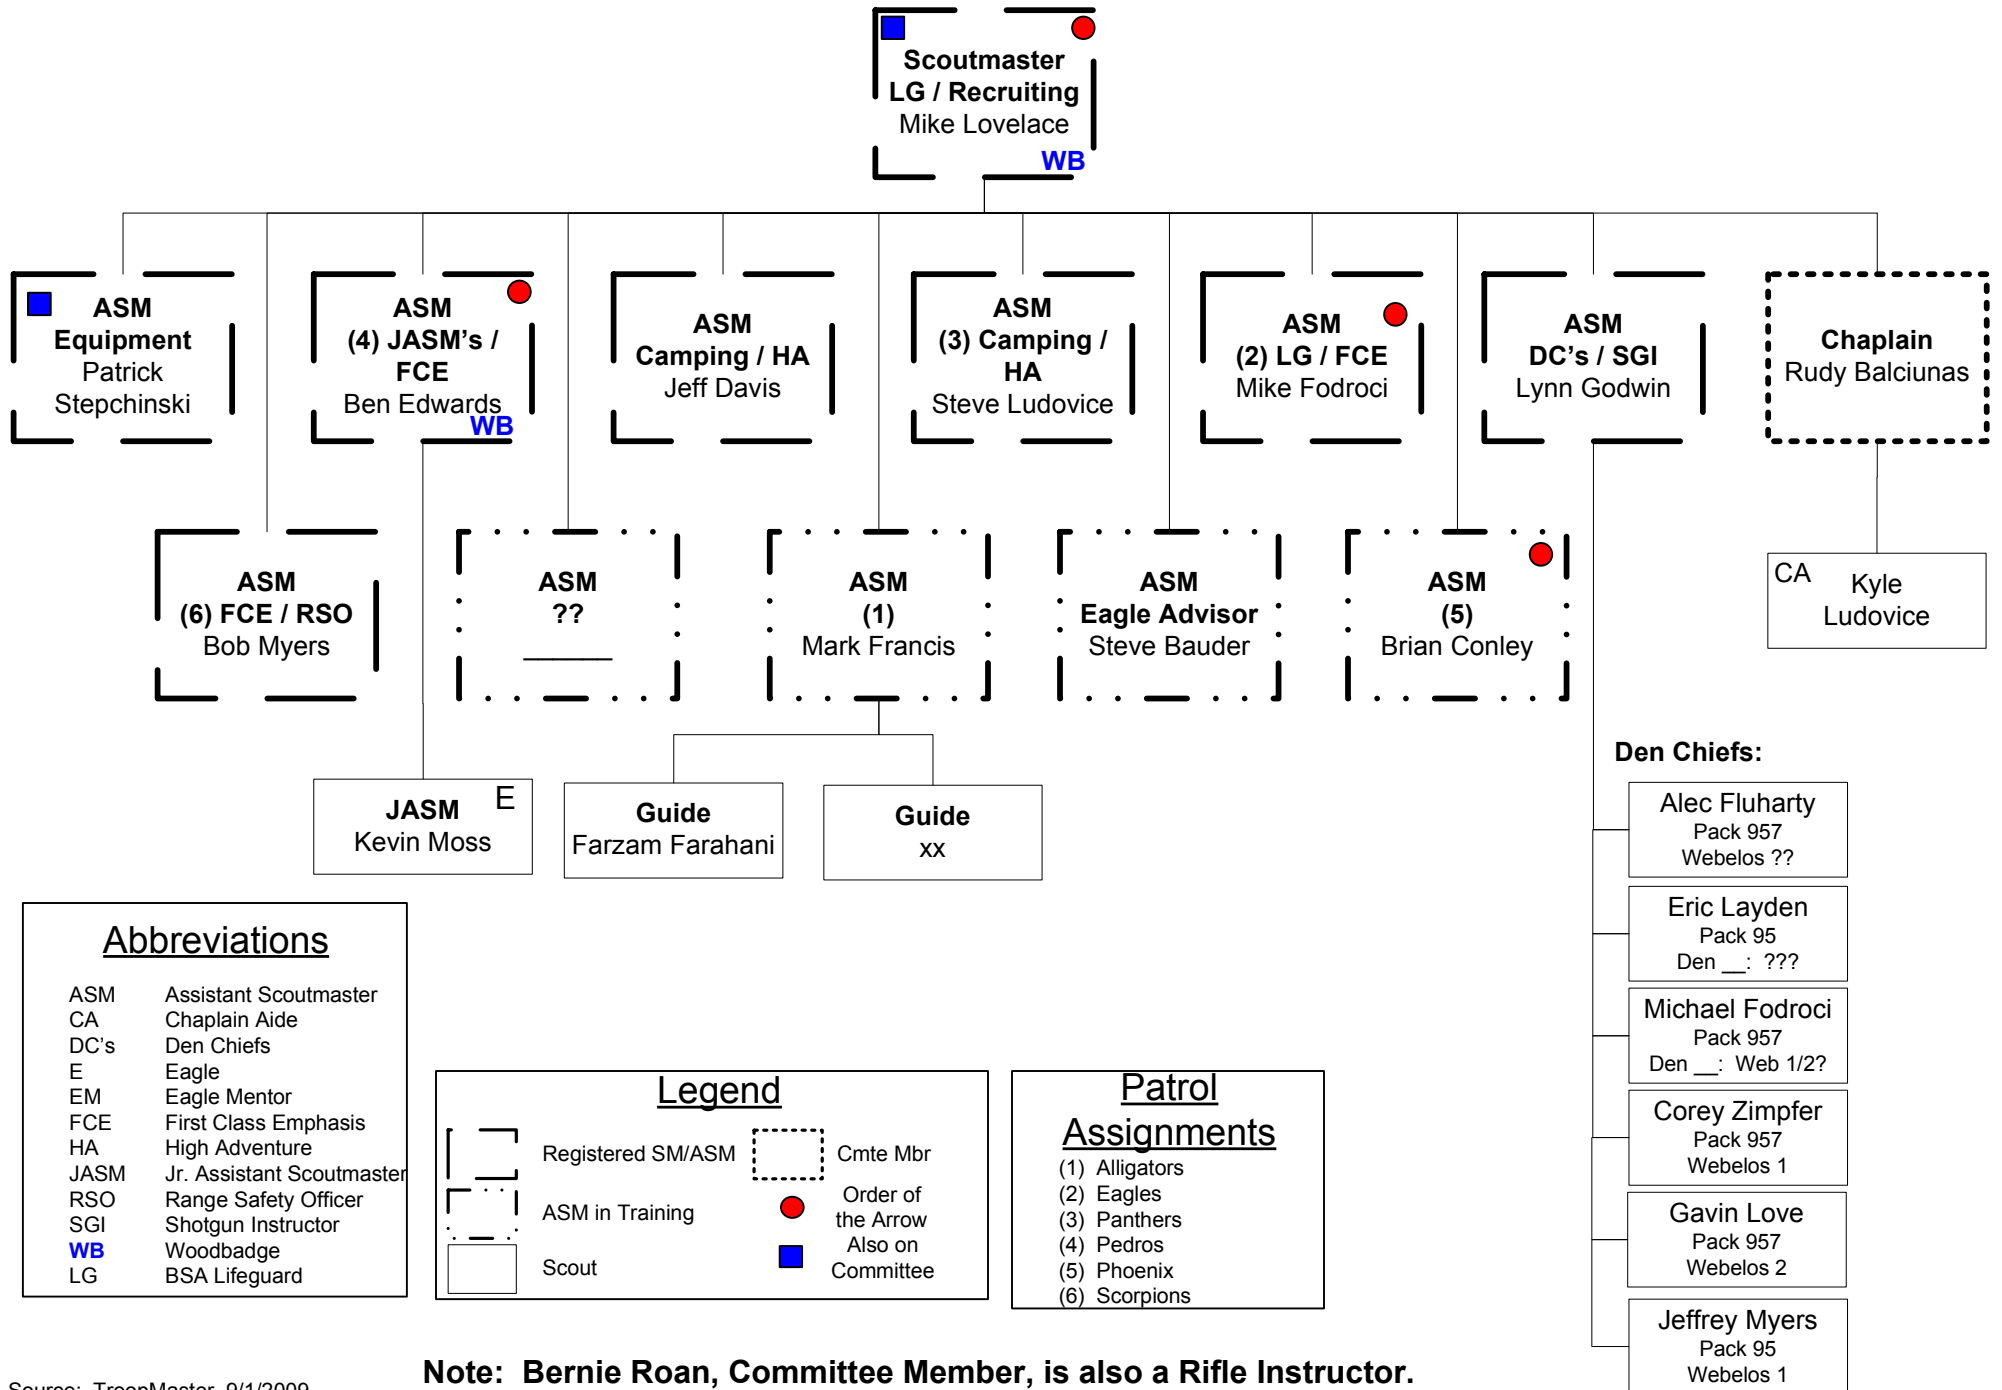 Scoutmaster
LG / Recruiting
Mike Lovelace
WB
ASM
Equipment
Patrick
Stepchinski
ASM
(4) JASM's /
FCE
Ben Edwards
WB
ASM
Camping / HA
Jeff Davis
ASM
(3) Camping /
HA
Steve Ludovice
ASM
(2) LG / FCE
Mike Fodroci
ASM
DC's / SGI
Lynn Godwin
Chaplain
Rudy Balciunas
ASM
(6) FCE / RSO
Bob Myers
ASM
??
______
ASM
(1)
Mark Francis
ASM
Eagle Advisor
Steve Bauder
ASM
(5)
Brian Conley
CA
Kyle
Ludovice
JASM
E
Kevin Moss
Guide
Farzam Farahani
Guide
xx
Den Chiefs:
Alec Fluharty
Pack 957
Webelos ??
Eric Layden
Pack 95
Den __: ???
Michael Fodroci
Pack 957
Den __: Web 1/2?
Corey Zimpfer
Pack 957
Webelos 1
Gavin Love
Pack 957
Webelos 2
Jeffrey Myers
Pack 95
Webelos 1
Abbreviations
ASM Assistant Scoutmaster
CA Chaplain Aide
DC's Den Chiefs
E Eagle
EM Eagle Mentor
FCE First Class Emphasis
HA High Adventure
JASM Jr. Assistant Scoutmaster
RSO Range Safety Officer
SGI Shotgun Instructor
WB Woodbadge
LG BSA Lifeguard
Legend
Registered SM/ASM
ASM in Training
Scout
Cmte Mbr
Order of
the Arrow
Also on
Committee
Patrol
Assignments
(1) Alligators
(2) Eagles
(3) Panthers
(4) Pedros
(5) Phoenix
(6) Scorpions
Note: Bernie Roan, Committee Member, is also a Rifle Instructor.
Source: TroopMaster 9/1/2009